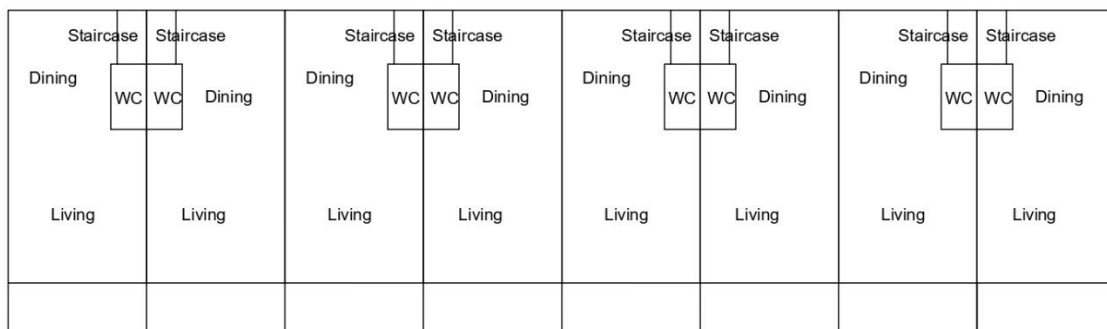 Staircase Staircase Staircase Staircase Staircase Staircase Staircase Staircase
Dining Dining Dining Dining
WC WC Dining WC WC Dining WC WC Dining WC WC Dining
Living Living Living Living Living Living Living Living